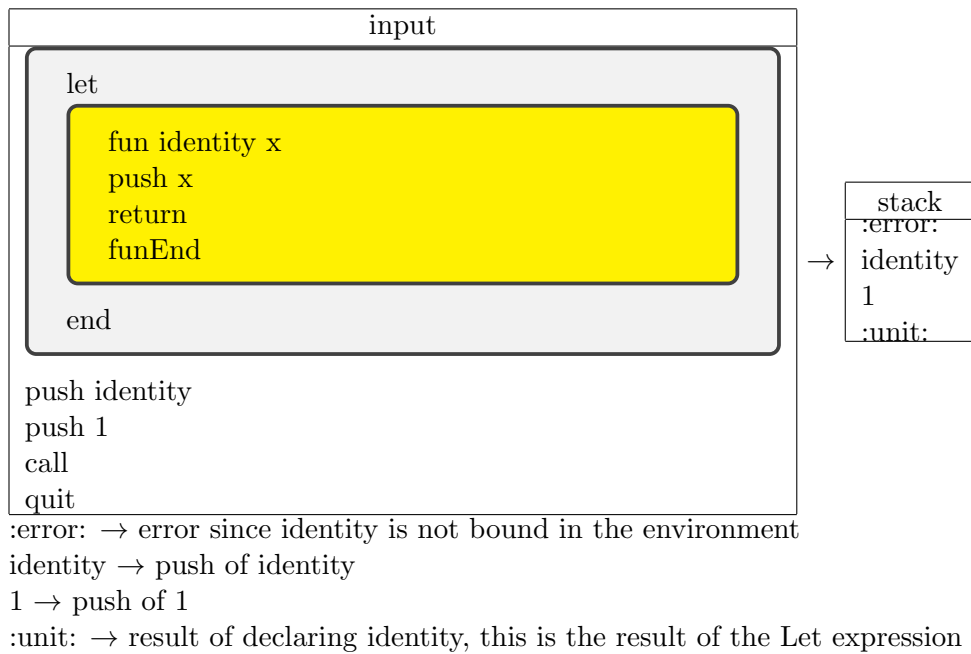 input
let
fun identity x
push x
return
funEnd
end
push identity
push 1
call
quit
→
stack
:error:
identity
1
:unit:
:error: → error since identity is not bound in the environment
identity → push of identity
1 → push of 1
:unit: → result of declaring identity, this is the result of the Let expression